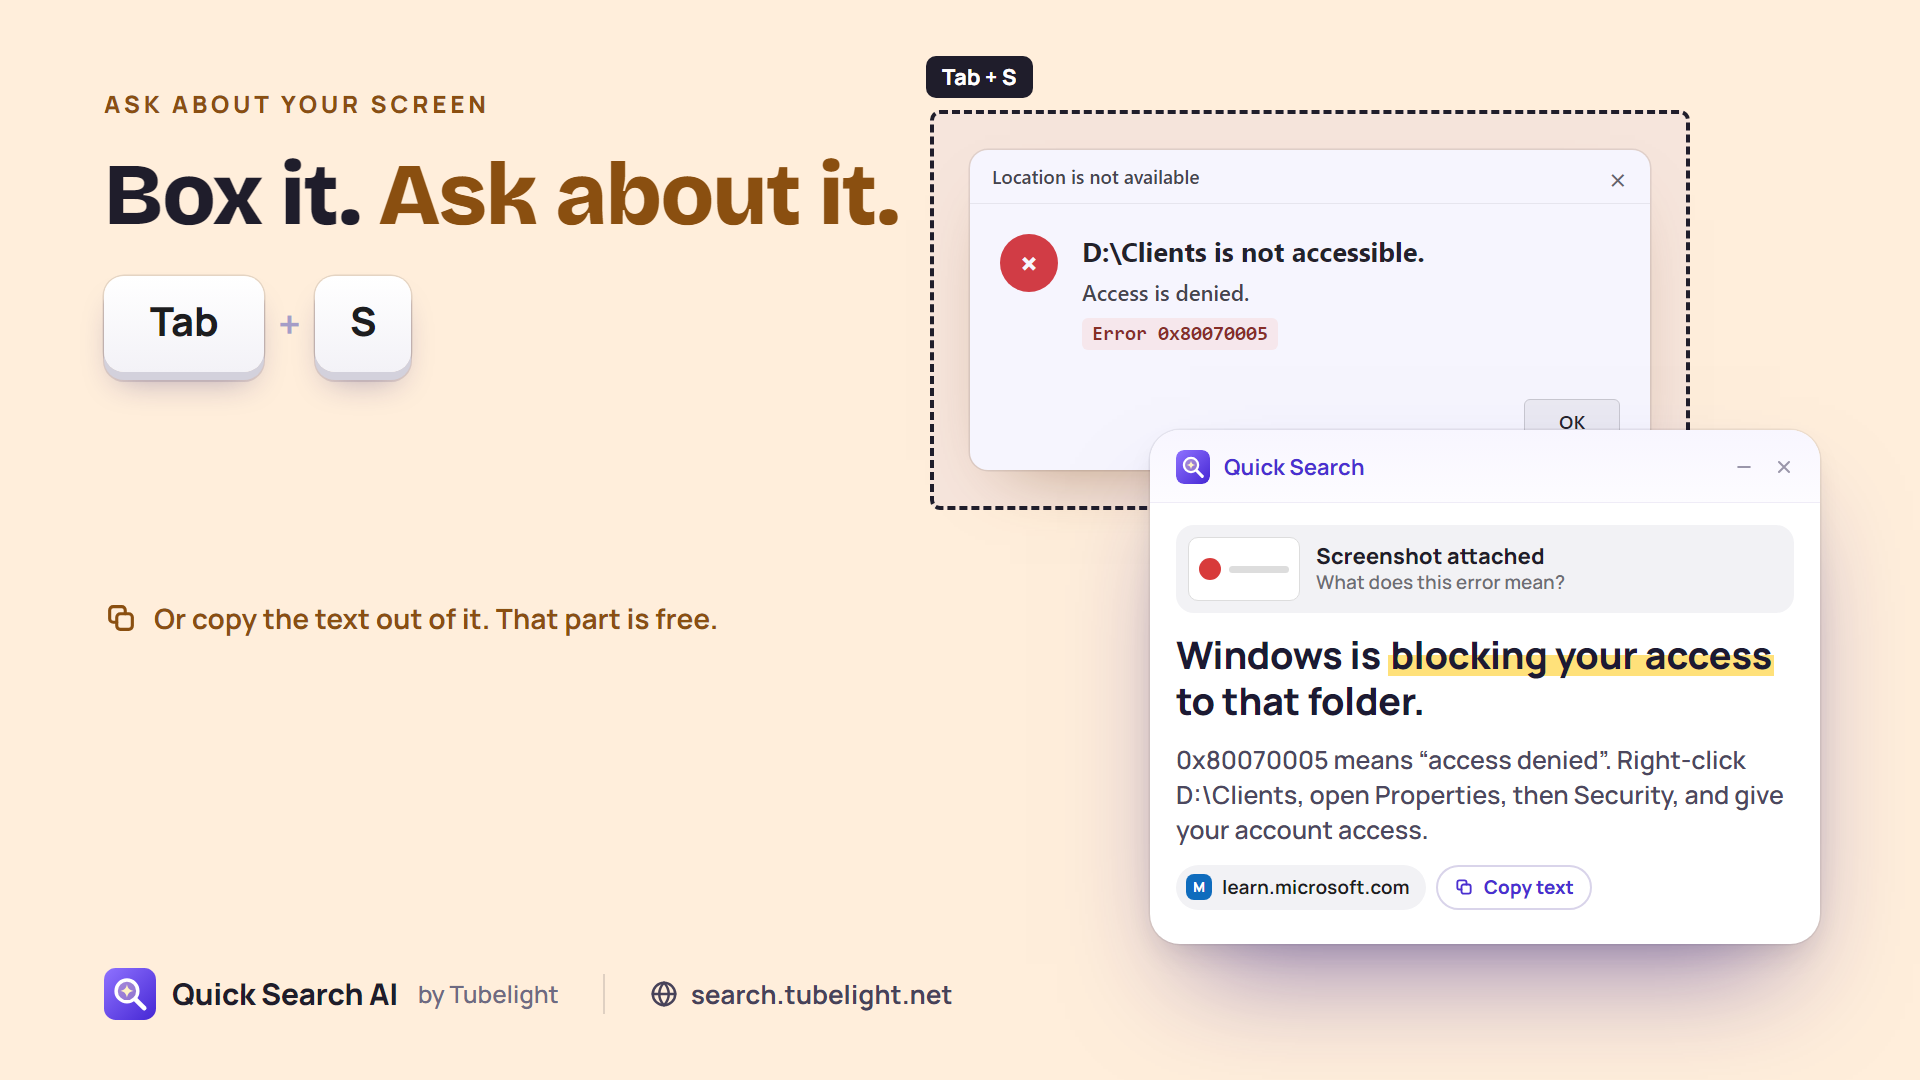 ASK ABOUT YOUR SCREEN
Box it. Ask about it.
Tab + S
Or copy the text out of it. That part is free.
Quick Search AI by Tubelight
search.tubelight.net
Tab + S
Location is not available
D:\Clients is not accessible.
Access is denied.
Error 0x80070005
OK
Quick Search
Screenshot attached
What does this error mean?
Windows is blocking your access
to that folder.
0x80070005 means “access denied”. Right-click
D:\Clients, open Properties, then Security, and give
your account access.
M learn.microsoft.com
Copy text